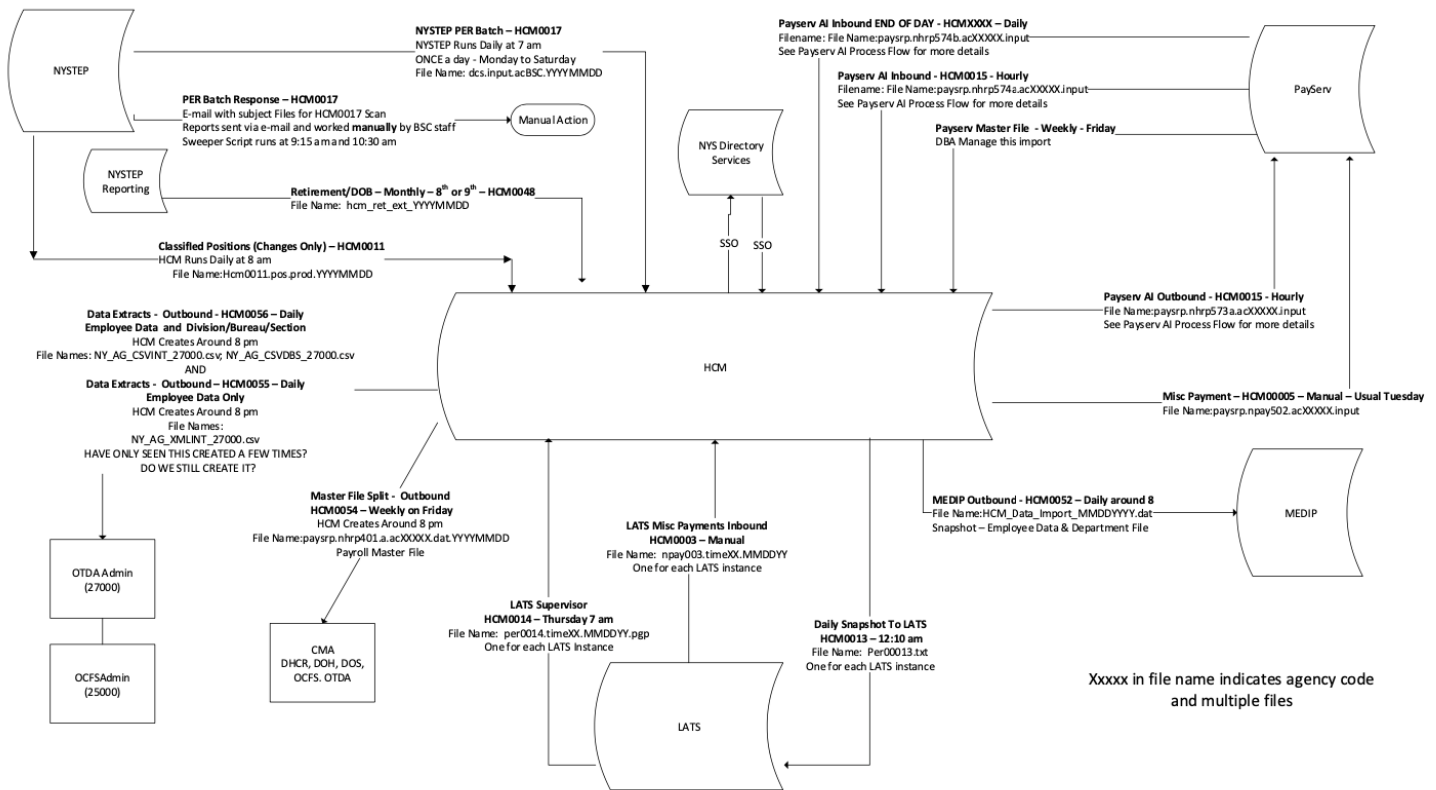 NYSTEP
NYSTEP PER Batch – HCM0017
NYSTEP Runs Daily at 7 am
ONCE a day - Monday to Saturday
File Name: dcs.input.acBSC.YYYYMMDD
PER Batch Response – HCM0017
E-mail with subject Files for HCM0017 Scan
Reports sent via e-mail and worked manually by BSC staff
Sweeper Script runs at 9:15 am and 10:30 am
Manual Action
NYSTEP
Reporting
Retirement/DOB – Monthly – 8th or 9th – HCM0048
File Name: hcm_ret_ext_YYYYMMDD
Classified Positions (Changes Only) – HCM0011
HCM Runs Daily at 8 am
File Name:Hcm0011.pos.prod.YYYYMMDD
NYS Directory
Services
SSO
SSO
Payserv AI Inbound END OF DAY - HCMXXXX – Daily
Filename: File Name:paysrp.nhrp574b.acXXXXX.input
See Payserv AI Process Flow for more details
Payserv AI Inbound - HCM0015 - Hourly
Filename: File Name:paysrp.nhrp574a.acXXXXX.input
See Payserv AI Process Flow for more details
Payserv Master File - Weekly - Friday
DBA Manage this import
PayServ
Payserv AI Outbound - HCM0015 - Hourly
File Name:paysrp.nhrp573a.acXXXXX.input
See Payserv AI Process Flow for more details
HCM
Misc Payment – HCM00005 – Manual – Usual Tuesday
File Name:paysrp.npay502.acXXXXX.input
Data Extracts - Outbound - HCM0056 – Daily
Employee Data and Division/Bureau/Section
HCM Creates Around 8 pm
File Names: NY_AG_CSVINT_27000.csv; NY_AG_CSVDBS_27000.csv
AND
Data Extracts - Outbound – HCM0055 – Daily
Employee Data Only
HCM Creates Around 8 pm
File Names:
NY_AG_XMLINT_27000.csv
HAVE ONLY SEEN THIS CREATED A FEW TIMES?
DO WE STILL CREATE IT?
Master File Split - Outbound
HCM0054 – Weekly on Friday
HCM Creates Around 8 pm
File Name:paysrp.nhrp401.a.acXXXXX.dat.YYYYMMDD
Payroll Master File
LATS Misc Payments Inbound
HCM0003 – Manual
File Name: npay003.timeXX.MMDDYY
One for each LATS instance
MEDIP Outbound - HCM0052 – Daily around 8
File Name:HCM_Data_Import_MMDDYYYY.dat
Snapshot – Employee Data & Department File
MEDIP
OTDA Admin
(27000)
OCFSAdmin
(25000)
CMA
DHCR, DOH, DOS,
OCFS. OTDA
LATS Supervisor
HCM0014 – Thursday 7 am
File Name: per0014.timeXX.MMDDYY.pgp
One for each LATS Instance
Daily Snapshot To LATS
HCM0013 – 12:10 am
File Name: Per00013.txt
One for each LATS instance
LATS
Xxxxx in file name indicates agency code
and multiple files